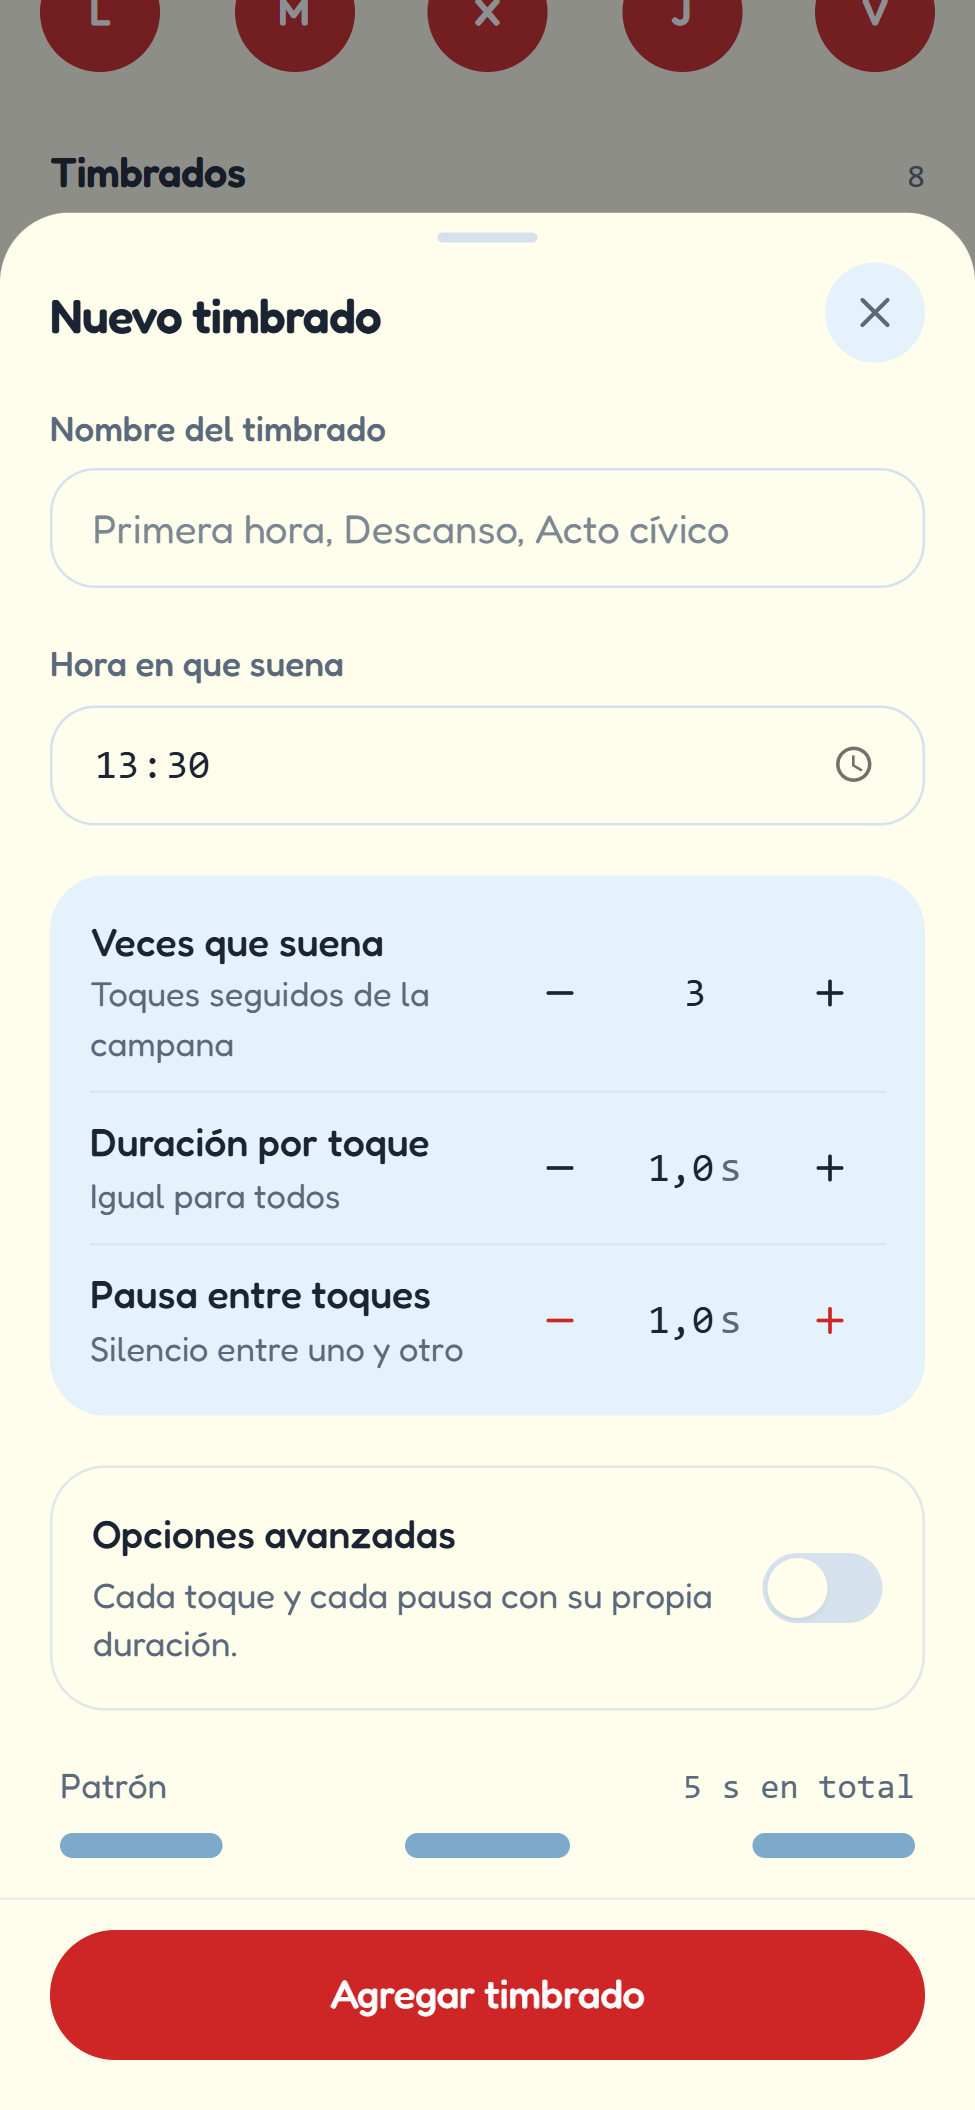 L M X J V
Timbrados 8
Nuevo timbrado
Nombre del timbrado
Primera hora, Descanso, Acto cívico
Hora en que suena
13:30
Veces que suena
Toques seguidos de la
campana
− 3 +
Duración por toque
Igual para todos
− 1,0 s +
Pausa entre toques
Silencio entre uno y otro
− 1,0 s +
Opciones avanzadas
Cada toque y cada pausa con su propia
duración.
Patrón 5 s en total
Agregar timbrado